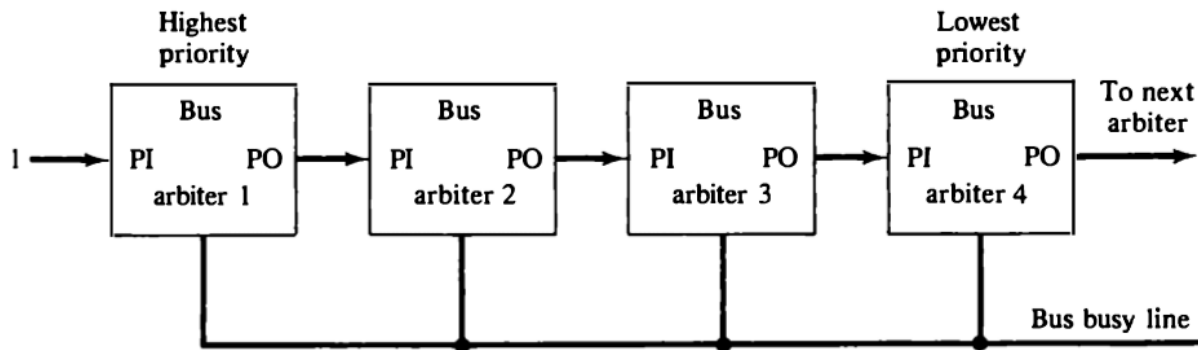 Highest
priority
Lowest
priority
Bus
Bus
Bus
Bus
To next
arbiter
1
PI PO
PI PO
PI PO
PI PO
arbiter 1
arbiter 2
arbiter 3
arbiter 4
Bus busy line